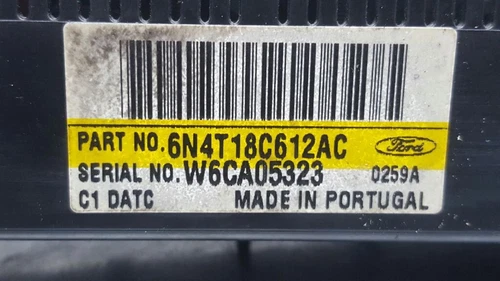 PART NO. 6N4T18C612AC
Ford
SERIAL NO. W6CA05323 0259A
C1 DATC MADE IN PORTUGAL